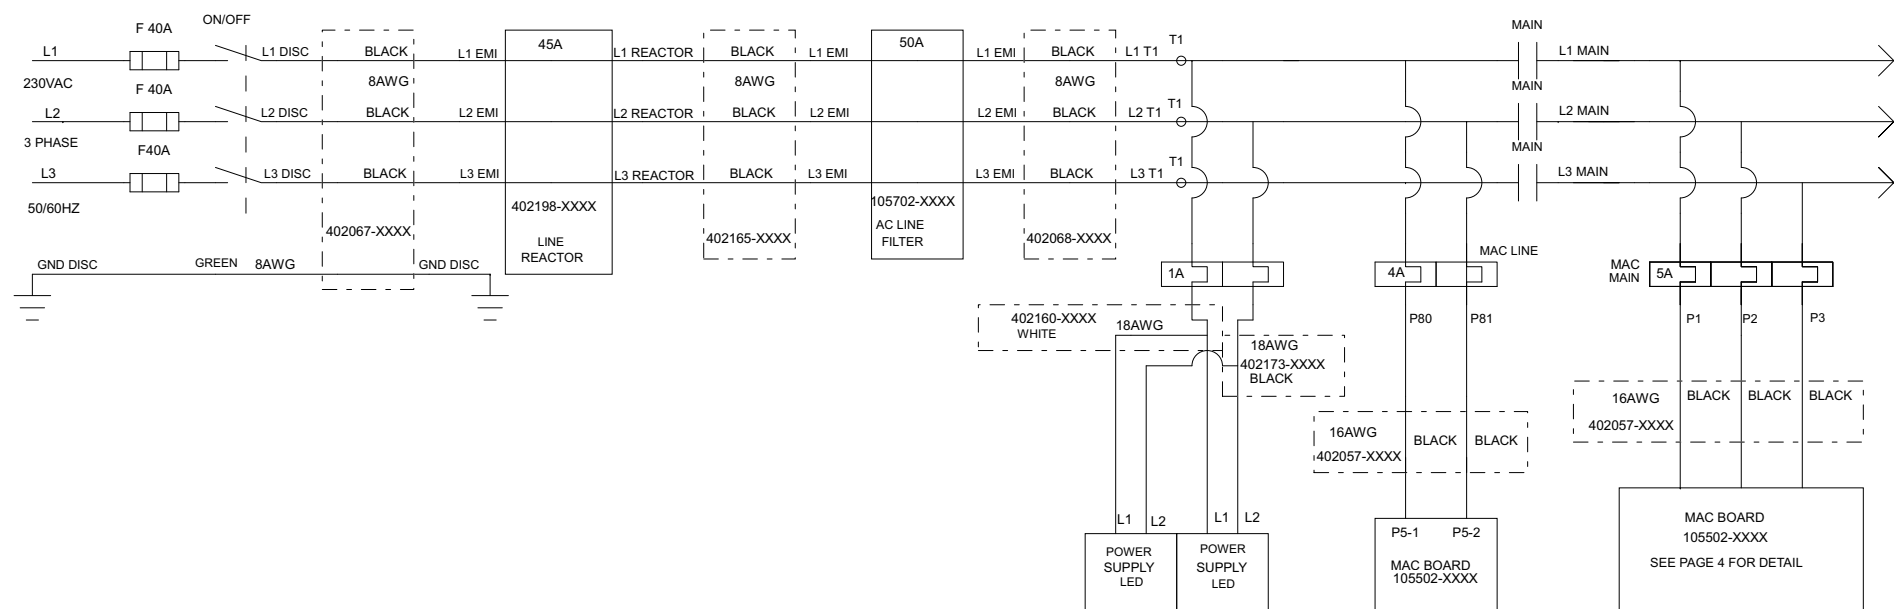 ON/OFF
F 40A
L1
230VAC
F 40A
L2
3 PHASE
F40A
L3
50/60HZ
L1 DISC
BLACK
8AWG
L1 EMI
L2 DISC
BLACK
L2 EMI
L3 DISC
BLACK
L3 EMI
402067-XXXX
GND DISC
GREEN
8AWG
GND DISC
45A
402198-XXXX
LINE
REACTOR
L1 REACTOR
BLACK
8AWG
L1 EMI
L2 REACTOR
BLACK
L2 EMI
L3 REACTOR
BLACK
L3 EMI
402165-XXXX
50A
105702-XXXX
AC LINE
FILTER
L1 EMI
BLACK
8AWG
L1 T1
T1
L2 EMI
BLACK
L2 T1
T1
L3 EMI
BLACK
L3 T1
T1
402068-XXXX
MAIN
L1 MAIN
MAIN
L2 MAIN
MAIN
L3 MAIN
1A
402160-XXXX
WHITE
18AWG
18AWG
402173-XXXX
BLACK
L1
L2
L1
L2
POWER
SUPPLY
LED
POWER
SUPPLY
LED
MAC LINE
4A
P80
P81
16AWG
BLACK
BLACK
402057-XXXX
P5-1
P5-2
MAC BOARD
105502-XXXX
MAC
MAIN
5A
P1
P2
P3
16AWG
BLACK
BLACK
BLACK
402057-XXXX
MAC BOARD
105502-XXXX
SEE PAGE 4 FOR DETAIL